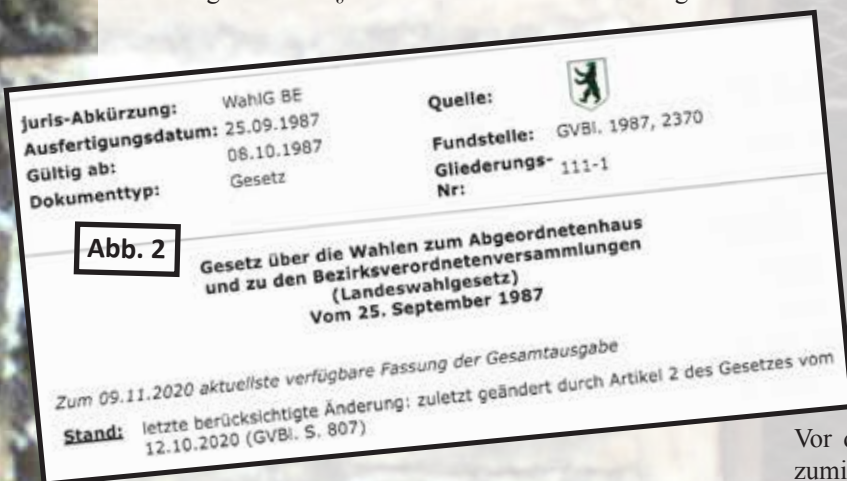 juris-Abkürzung: WahlG BE
Ausfertigungsdatum: 25.09.1987
Gültig ab: 08.10.1987
Dokumenttyp: Gesetz
Quelle:
Fundstelle: GVBl. 1987, 2370
Gliederungs- 111-1
Nr:
Abb. 2
Gesetz über die Wahlen zum Abgeordnetenhaus
und zu den Bezirksverordnetenversammlungen
(Landeswahlgesetz)
Vom 25. September 1987
Zum 09.11.2020 aktuellste verfügbare Fassung der Gesamtausgabe
Stand: letzte berücksichtigte Änderung: zuletzt geändert durch Artikel 2 des Gesetzes vom
12.10.2020 (GVBl. S. 807)
Vor